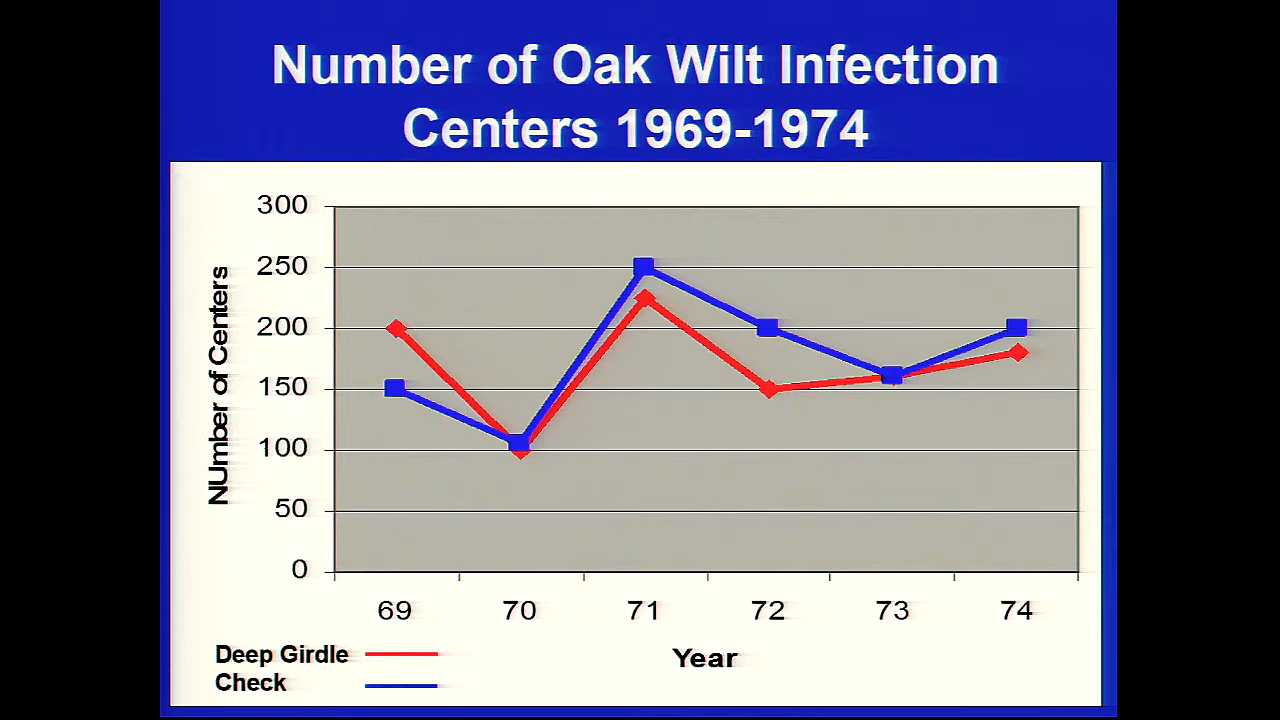 Number of Oak Wilt Infection
Centers 1969-1974
300
250
200
150
100
50
0
NUmber of Centers
69 70 71 72 73 74
Year
Deep Girdle
Check